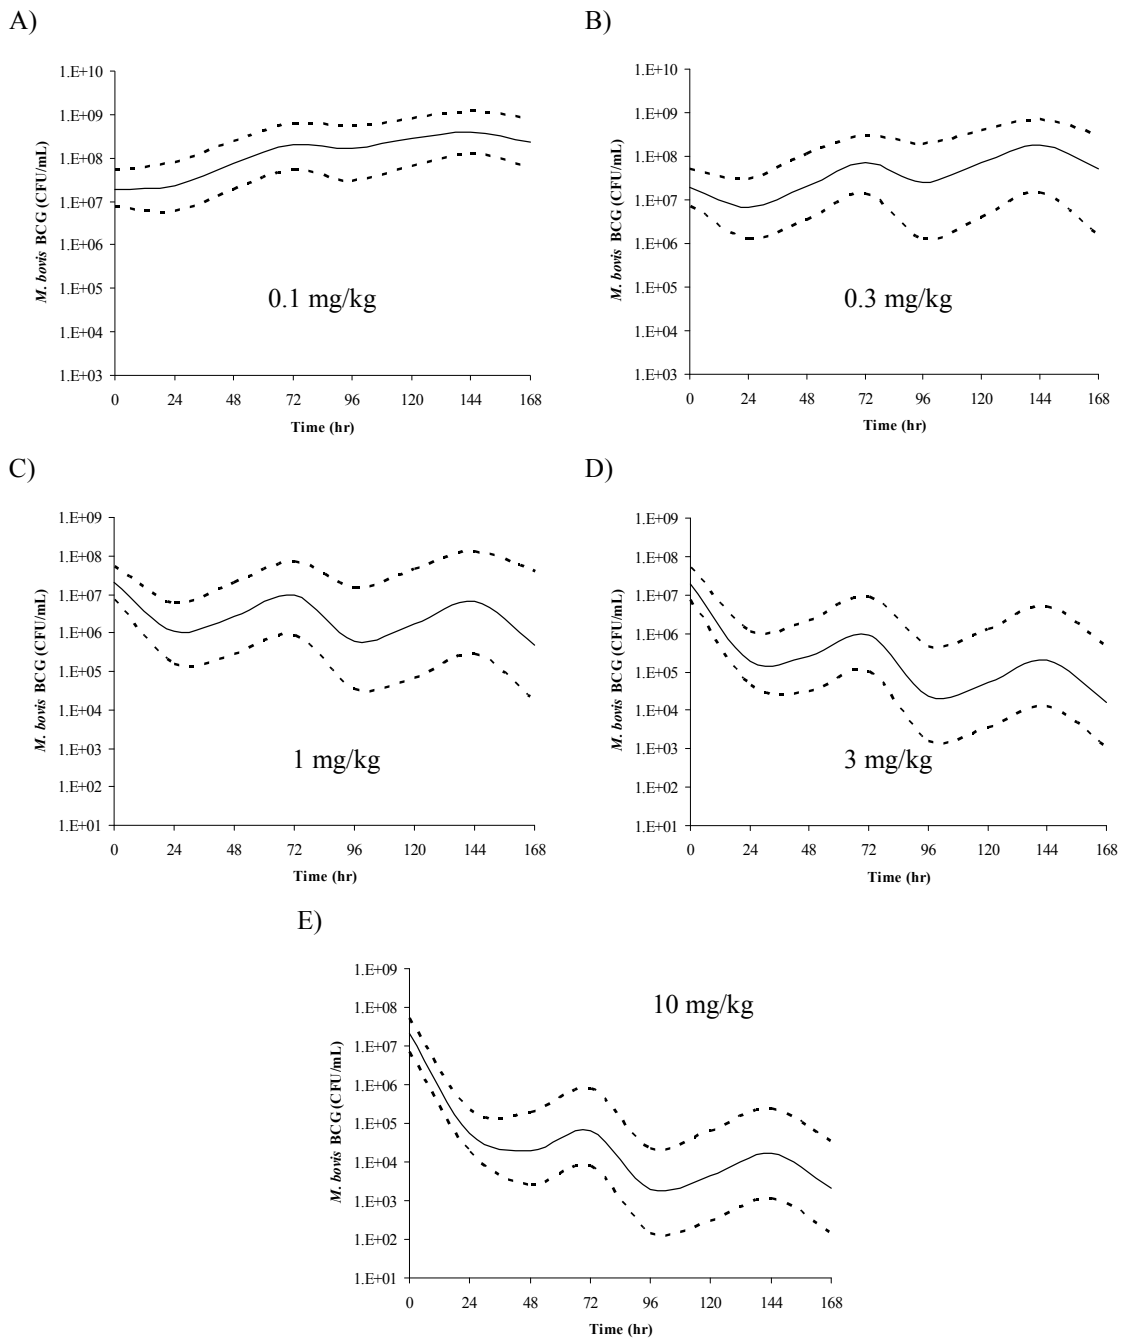 A)
1.E+10
1.E+09
1.E+08
1.E+07
1.E+06
1.E+05
1.E+04
1.E+03
M. bovis BCG (CFU/mL)
0.1 mg/kg
0 24 48 72 96 120 144 168
Time (hr)
B)
1.E+10
1.E+09
1.E+08
1.E+07
1.E+06
1.E+05
1.E+04
1.E+03
M. bovis BCG (CFU/mL)
0.3 mg/kg
0 24 48 72 96 120 144 168
Time (hr)
C)
1.E+09
1.E+08
1.E+07
1.E+06
1.E+05
1.E+04
1.E+03
1.E+02
1.E+01
M. bovis BCG (CFU/mL)
1 mg/kg
0 24 48 72 96 120 144 168
Time (hr)
D)
1.E+09
1.E+08
1.E+07
1.E+06
1.E+05
1.E+04
1.E+03
1.E+02
1.E+01
M. bovis BCG (CFU/mL)
3 mg/kg
0 24 48 72 96 120 144 168
Time (hr)
E)
1.E+09
1.E+08
1.E+07
1.E+06
1.E+05
1.E+04
1.E+03
1.E+02
1.E+01
M. bovis BCG (CFU/mL)
10 mg/kg
0 24 48 72 96 120 144 168
Time (hr)